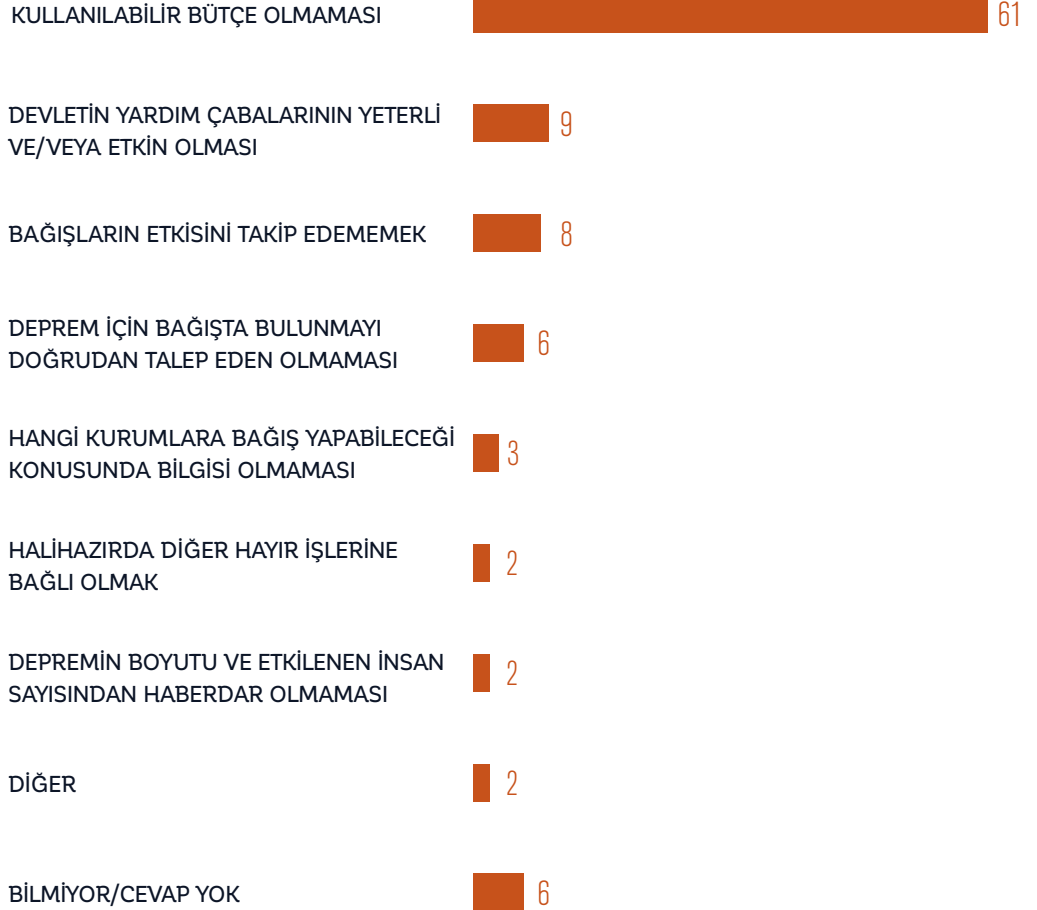 KULLANILABİLİR BÜTÇE OLMAMASI 61
DEVLETİN YARDIM ÇABALARININ YETERLİ
VE/VEYA ETKİN OLMASI 9
BAĞIŞLARIN ETKİSİNİ TAKİP EDEMEMEK 8
DEPREM İÇİN BAĞIŞTA BULUNMAYI
DOĞRUDAN TALEP EDEN OLMAMASI 6
HANGİ KURUMLARA BAĞIŞ YAPABİLECEĞİ
KONUSUNDA BİLGİSİ OLMAMASI 3
HALİHAZIRDA DİĞER HAYIR İŞLERİNE
BAĞLI OLMAK 2
DEPREMİN BOYUTU VE ETKİLENEN İNSAN
SAYISINDAN HABERDAR OLMAMASI 2
DİĞER 2
BİLMİYOR/CEVAP YOK 6